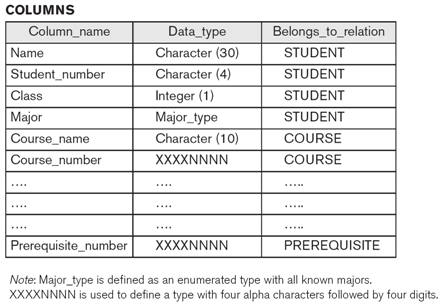 COLUMNS
Column_name Data_type Belongs_to_relation
Name Character (30) STUDENT
Student_number Character (4) STUDENT
Class Integer (1) STUDENT
Major Major_type STUDENT
Course_name Character (10) COURSE
Course_number XXXXNNNN COURSE
…. …. …..
…. …. …..
…. …. …..
Prerequisite_number XXXXNNNN PREREQUISITE
Note: Major_type is defined as an enumerated type with all known majors.
XXXXNNNN is used to define a type with four alpha characters followed by four digits.